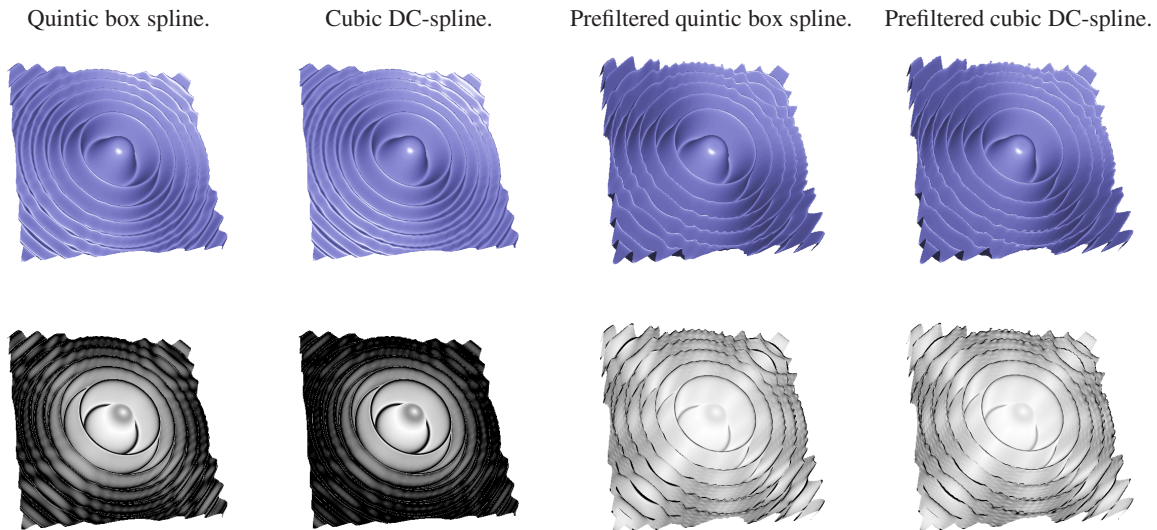 Quintic box spline.
Cubic DC-spline.
Prefiltered quintic box spline.
Prefiltered cubic DC-spline.